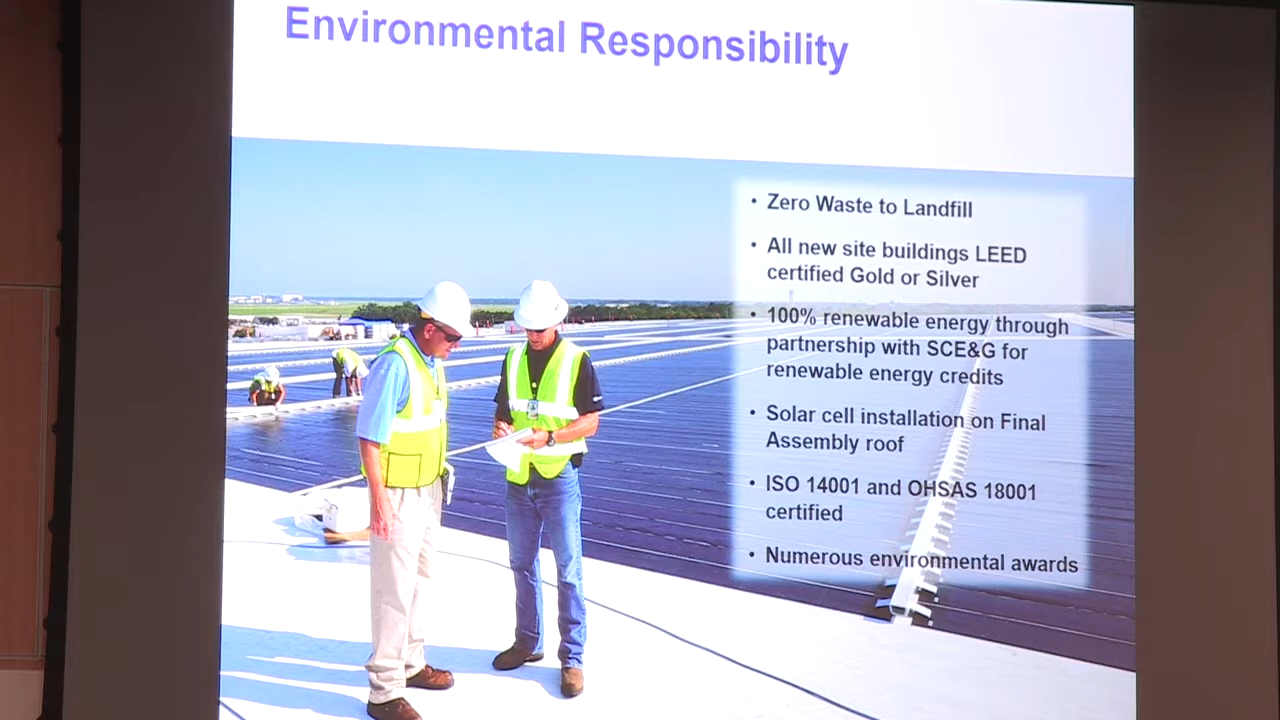 Environmental Responsibility
• Zero Waste to Landfill
• All new site buildings LEED
certified Gold or Silver
• 100% renewable energy through
partnership with SCE&G for
renewable energy credits
• Solar cell installation on Final
Assembly roof
• ISO 14001 and OHSAS 18001
certified
• Numerous environmental awards